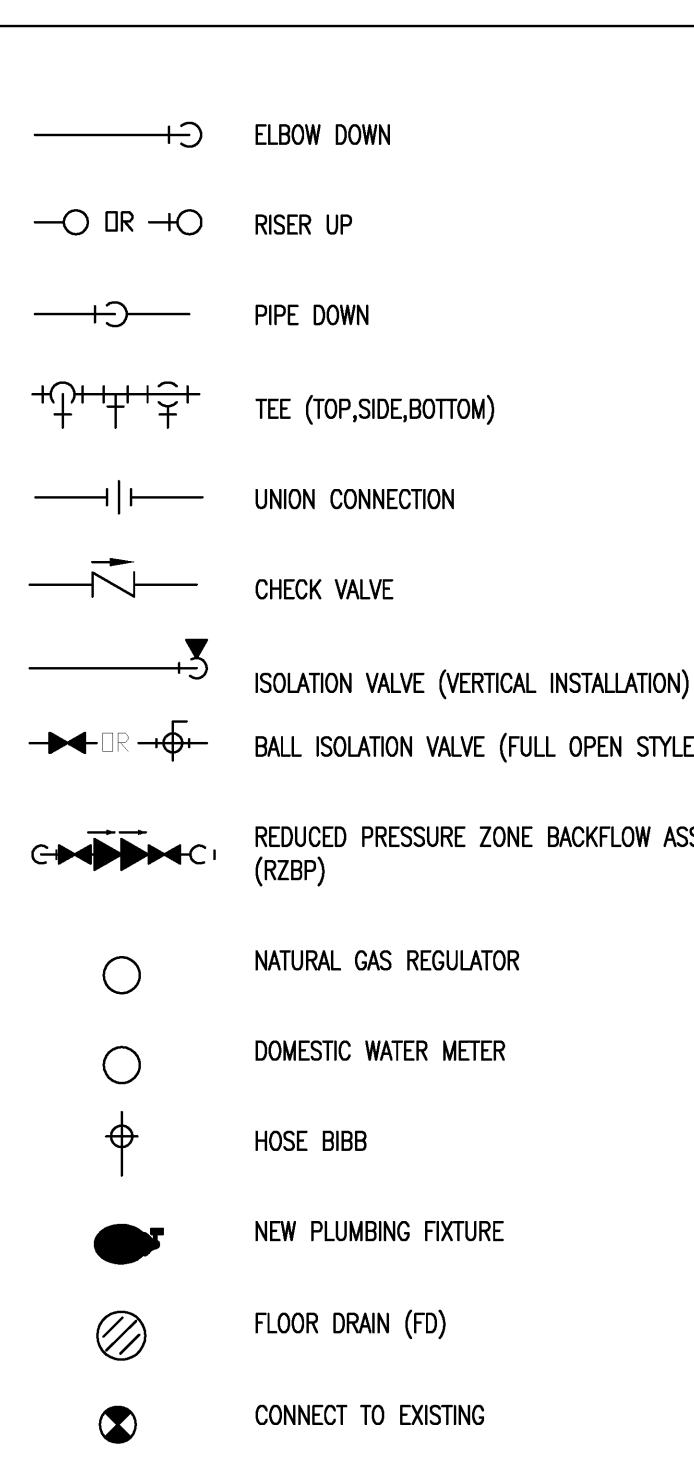 ELBOW DOWN
OR RISER UP
PIPE DOWN
TEE (TOP,SIDE,BOTTOM)
UNION CONNECTION
CHECK VALVE
ISOLATION VALVE (VERTICAL INSTALLATION)
OR BALL ISOLATION VALVE (FULL OPEN STYLE
REDUCED PRESSURE ZONE BACKFLOW ASS
(RZBP)
NATURAL GAS REGULATOR
DOMESTIC WATER METER
HOSE BIBB
NEW PLUMBING FIXTURE
FLOOR DRAIN (FD)
CONNECT TO EXISTING